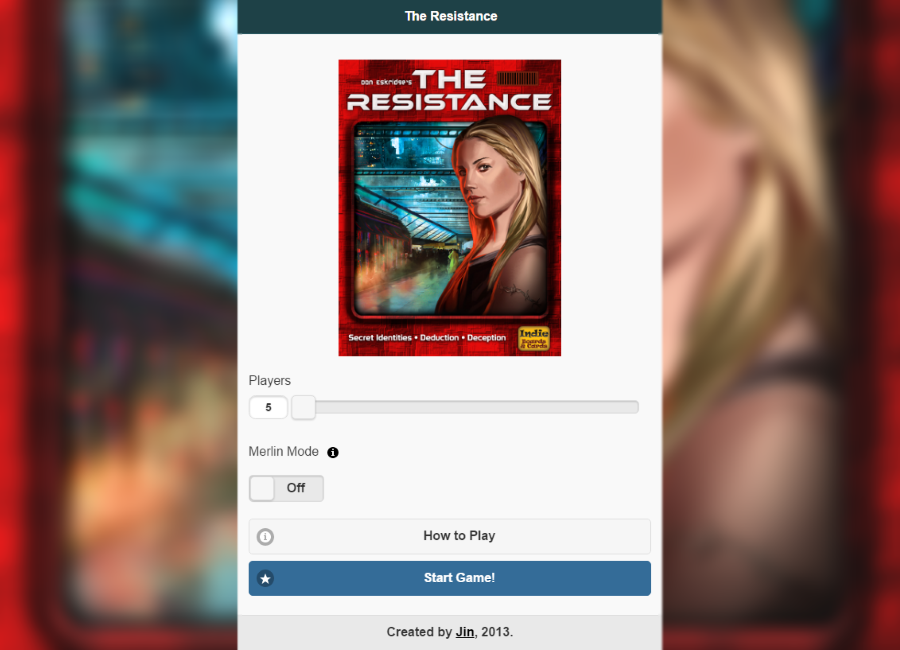 The Resistance
Don Eskridge's THE
RESISTANCE
Secret Identities • Deduction • Deception
Indie
Boards
& Cards
Players
5
Merlin Mode
Off
How to Play
Start Game!
Created by Jin, 2013.